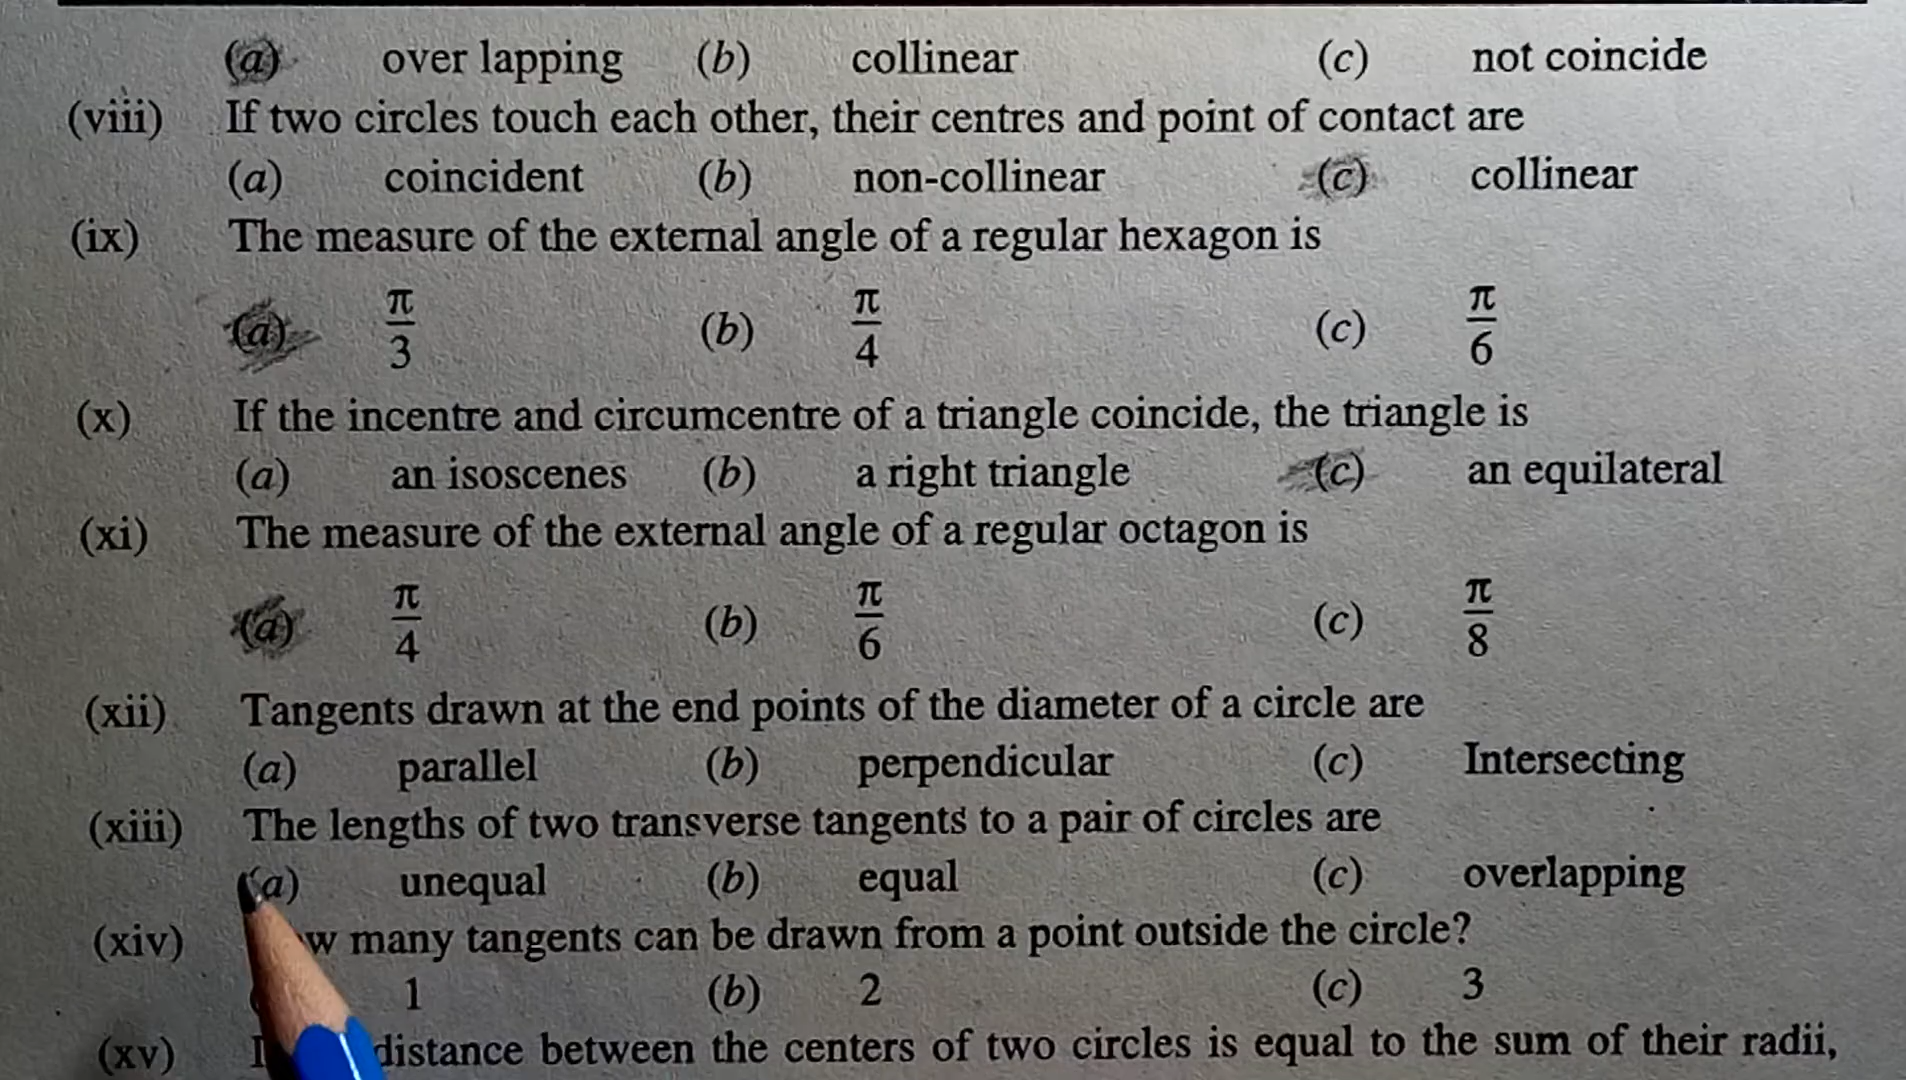 (a) over lapping (b) collinear (c) not coincide
(viii) If two circles touch each other, their centres and point of contact are
(a) coincident (b) non-collinear (c) collinear
(ix) The measure of the external angle of a regular hexagon is
(a) π/3 (b) π/4 (c) π/6
(x) If the incentre and circumcentre of a triangle coincide, the triangle is
(a) an isoscenes (b) a right triangle (c) an equilateral
(xi) The measure of the external angle of a regular octagon is
(a) π/4 (b) π/6 (c) π/8
(xii) Tangents drawn at the end points of the diameter of a circle are
(a) parallel (b) perpendicular (c) Intersecting
(xiii) The lengths of two transverse tangents to a pair of circles are
(a) unequal (b) equal (c) overlapping
(xiv) many tangents can be drawn from a point outside the circle?
1 (b) 2 (c) 3
(xv) distance between the centers of two circles is equal to the sum of their radii,